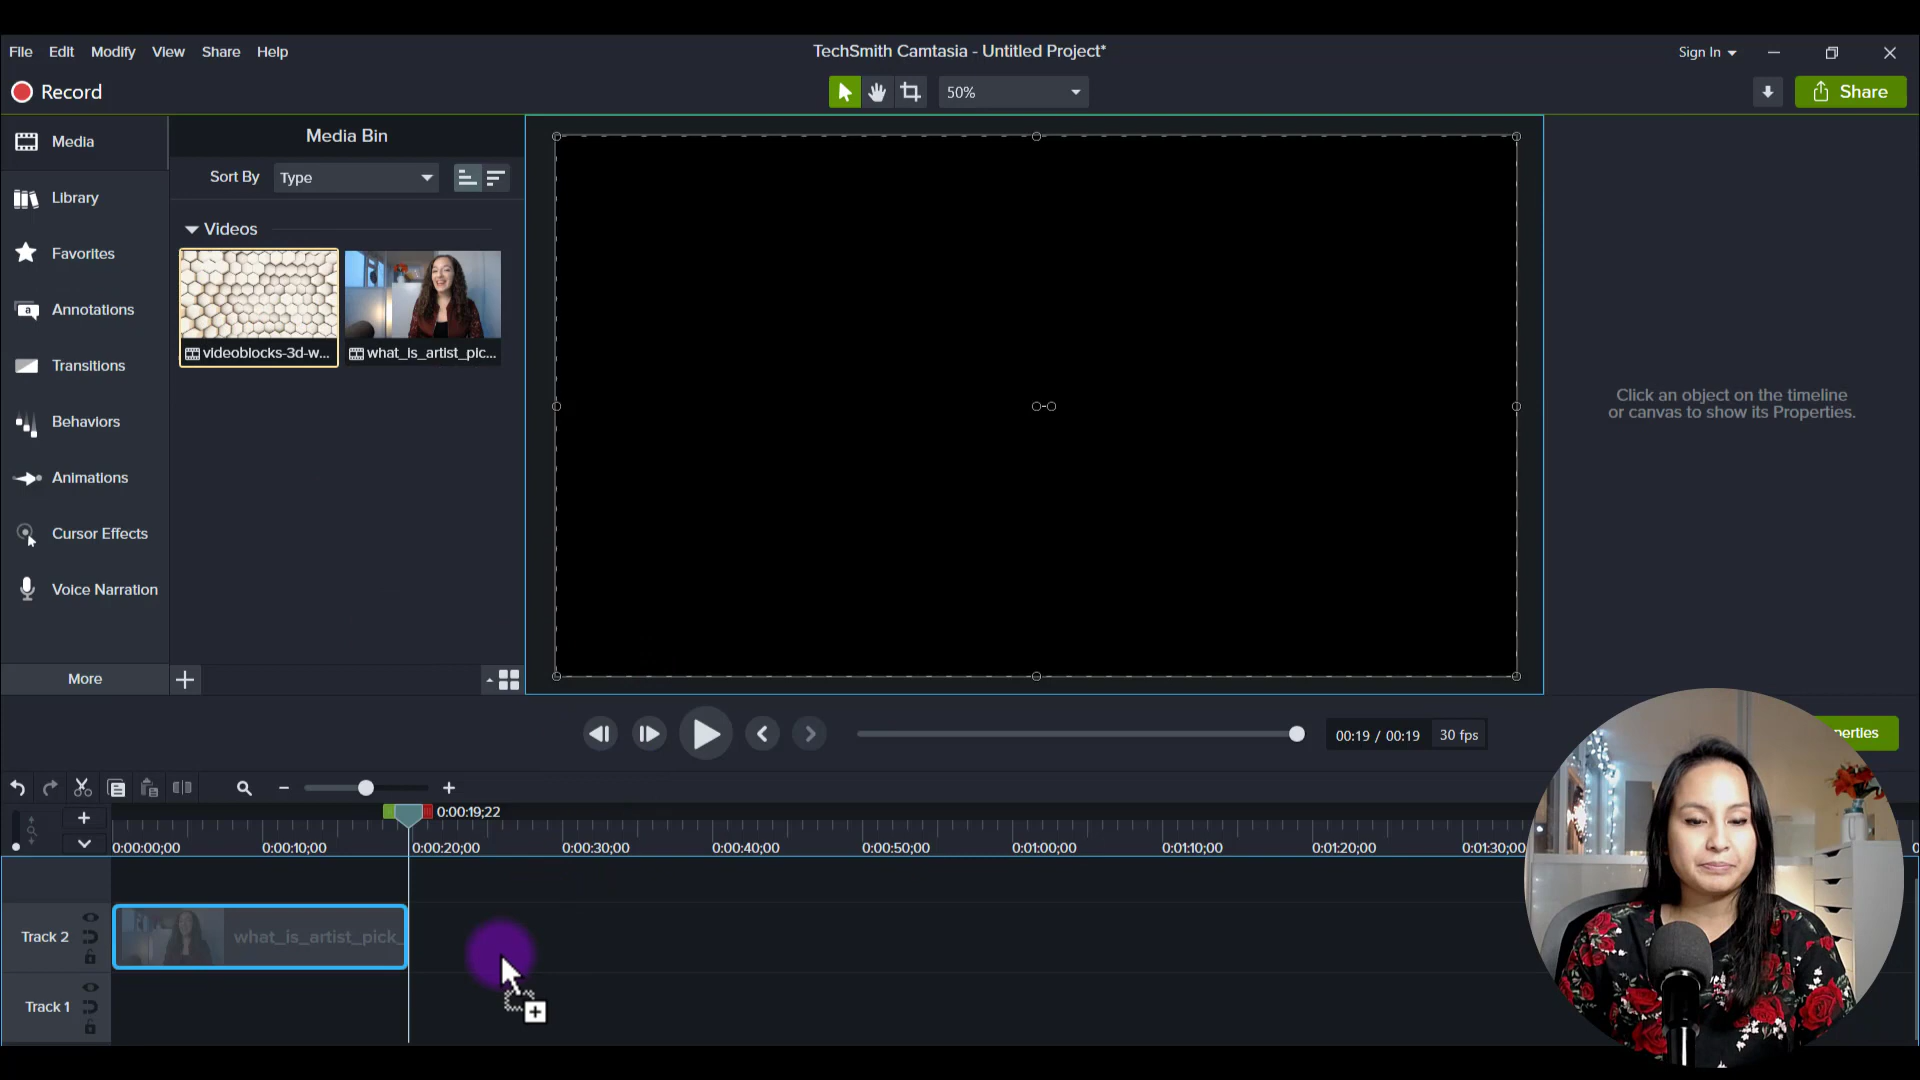 File Edit Modify View Share Help
TechSmith Camtasia - Untitled Project*
Sign In
Record
50%
Share
Media
Library
Favorites
Annotations
a
Transitions
Behaviors
Animations
Cursor Effects
Voice Narration
More
Media Bin
Sort By Type
Videos
videoblocks-3d-w...
what_is_artist_pic...
Click an object on the timeline
or canvas to show its Properties.
00:19 / 00:19 30 fps
perties
0:00:19;22
0:00:00;00 0:00:10;00 0:00:20;00 0:00:30;00 0:00:40;00 0:00:50;00 0:01:00;00 0:01:10;00 0:01:20;00 0:01:30;00
Track 2
what_is_artist_pick_
Track 1